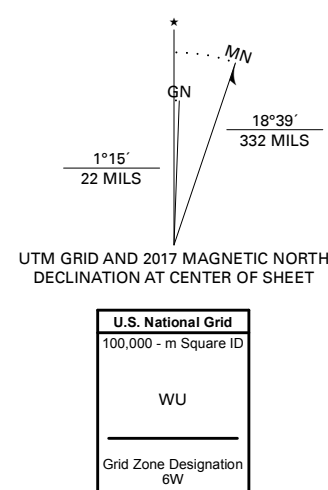 ★
MN
GN
18°39´
332 MILS
1°15´
22 MILS
UTM GRID AND 2017 MAGNETIC NORTH
DECLINATION AT CENTER OF SHEET
U.S. National Grid
100,000 - m Square ID
WU
Grid Zone Designation
6W